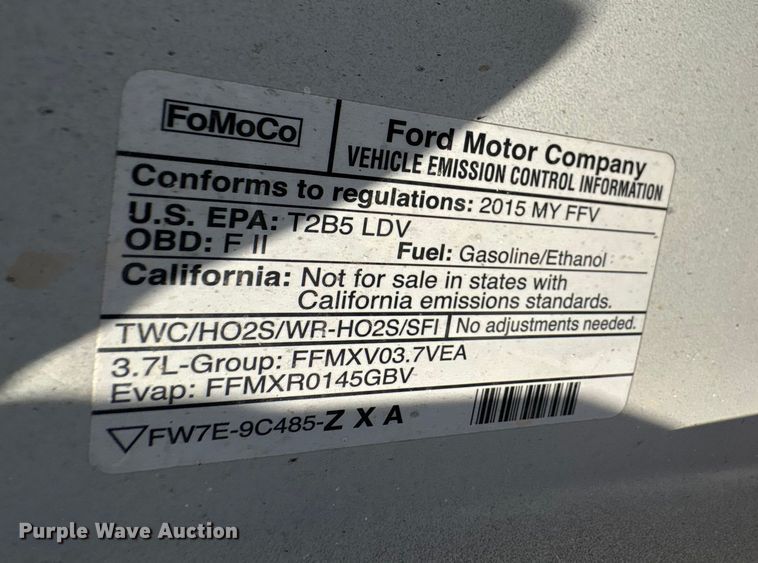 FoMoCo
Ford Motor Company
VEHICLE EMISSION CONTROL INFORMATION
Conforms to regulations: 2015 MY FFV
U.S. EPA: T2B5 LDV
OBD: F II Fuel: Gasoline/Ethanol
California: Not for sale in states with
California emissions standards.
TWC/HO2S/WR-HO2S/SFI No adjustments needed.
3.7L-Group: FFMXV03.7VEA
Evap: FFMXR0145GBV
FW7E-9C485-ZXA
Purple Wave Auction